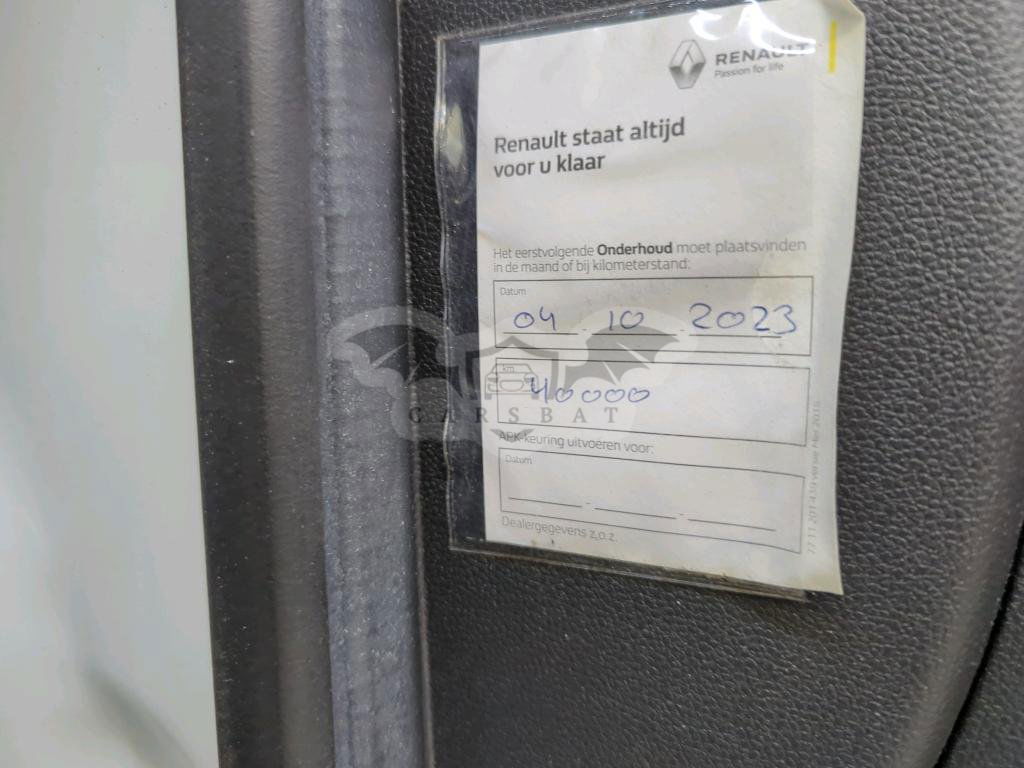 RENAULT
Passion for life
Renault staat altijd
voor u klaar
Het eerstvolgende Onderhoud moet plaatsvinden
in de maand of bij kilometerstand:
Datum
04 . 10 . 2023
km
40000
CARSBAT
APK-keuring uitvoeren voor:
Datum
Dealergegevens z.o.z.